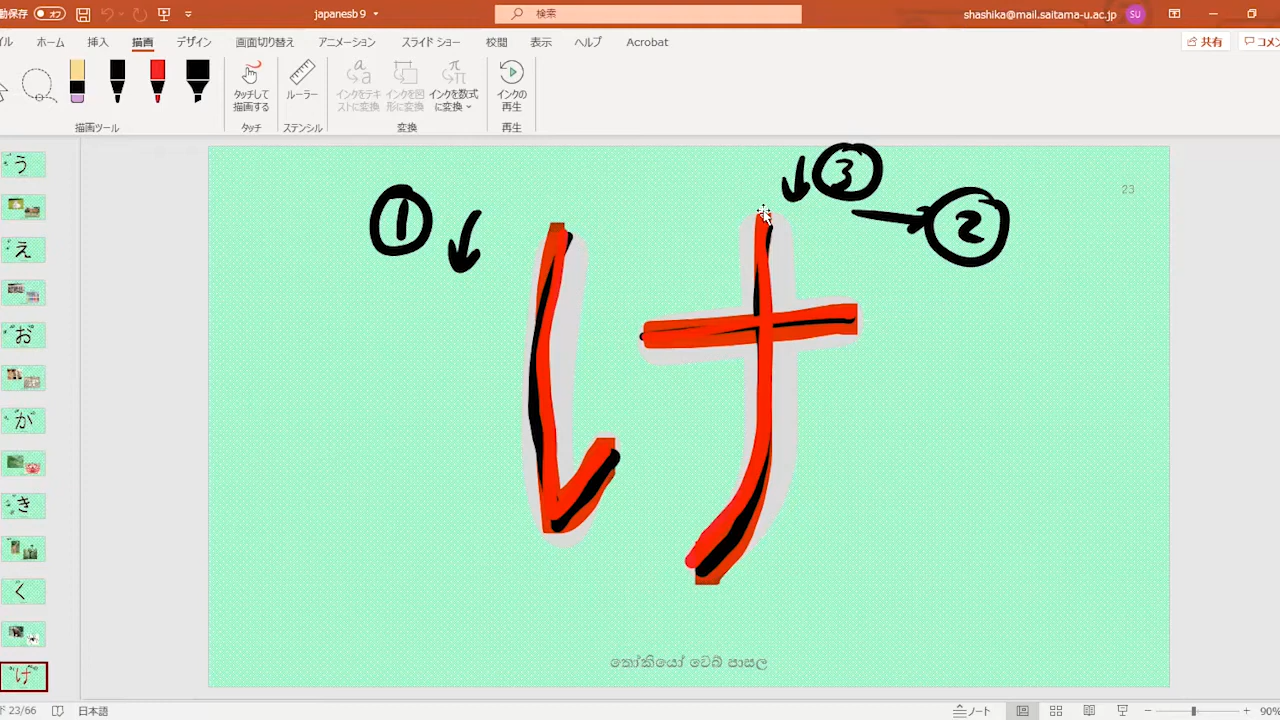 動保存 オフ japanesb 9 検索 shashika@mail.saitama-u.ac.jp SU
イル ホーム 挿入 描画 デザイン 画面切り替え アニメーション スライド ショー 校閲 表示 ヘルプ Acrobat 共有 コメ
タッチして描画する ルーラー インクをテキストに変換 インクを図形に変換 インクを数式に変換 インクの再生
描画ツール タッチ ステンシル 変換 再生
う
え
お
が
き
く
げ
23
① ③ ②
け
තෝකියෝ වෙබ් පාසල
ド 23/66 日本語 ノート 90%